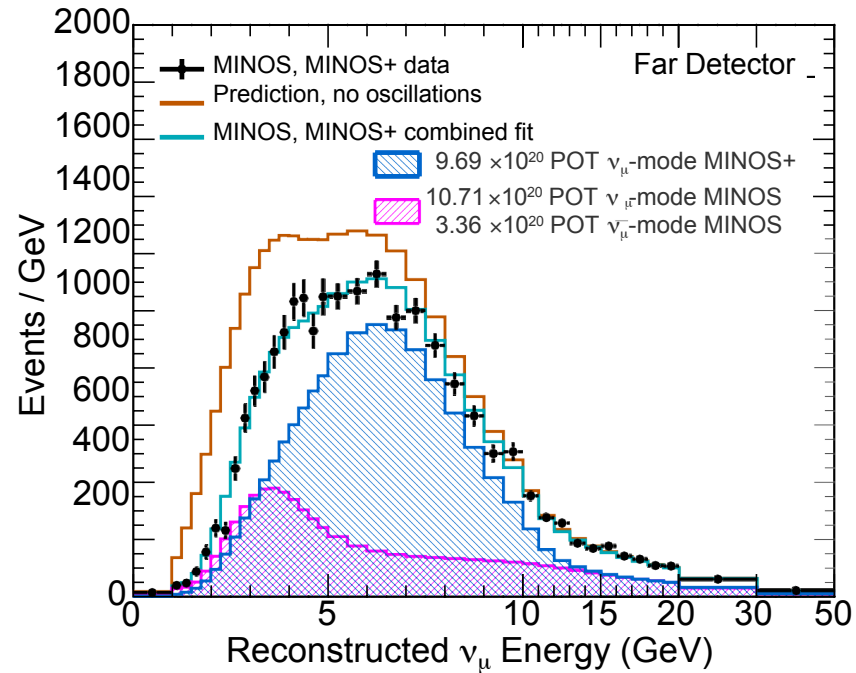 2000
1800
1600
1400
1200
1000
800
600
400
200
0
Events / GeV
MINOS, MINOS+ data
Far Detector
Prediction, no oscillations
MINOS, MINOS+ combined fit
9.69 ×10²⁰ POT νμ-mode MINOS+
10.71×10²⁰ POT νμ-mode MINOS
3.36 ×10²⁰ POT ν̄μ-mode MINOS
0 5 10 15 20 30 50
Reconstructed νμ Energy (GeV)